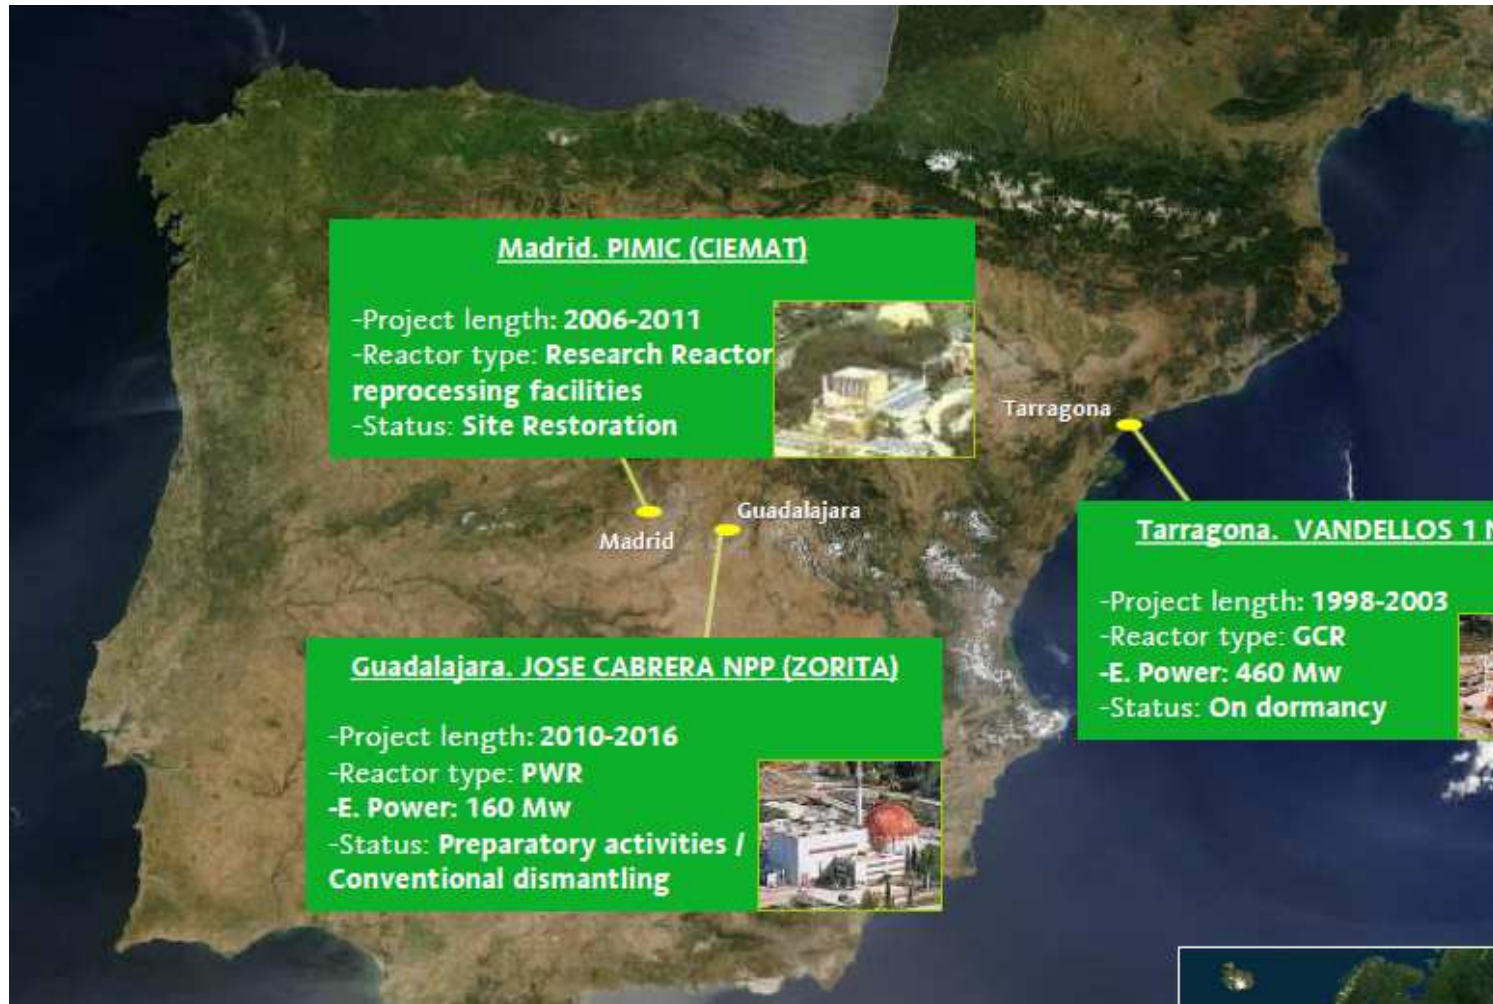 Madrid. PIMIC (CIEMAT)
-Project length: 2006-2011
-Reactor type: Research Reactor
reprocessing facilities
-Status: Site Restoration
Tarragona
Guadalajara
Madrid
Tarragona. VANDELLOS 1
-Project length: 1998-2003
-Reactor type: GCR
-E. Power: 460 Mw
-Status: On dormancy
Guadalajara. JOSE CABRERA NPP (ZORITA)
-Project length: 2010-2016
-Reactor type: PWR
-E. Power: 160 Mw
-Status: Preparatory activities /
Conventional dismantling